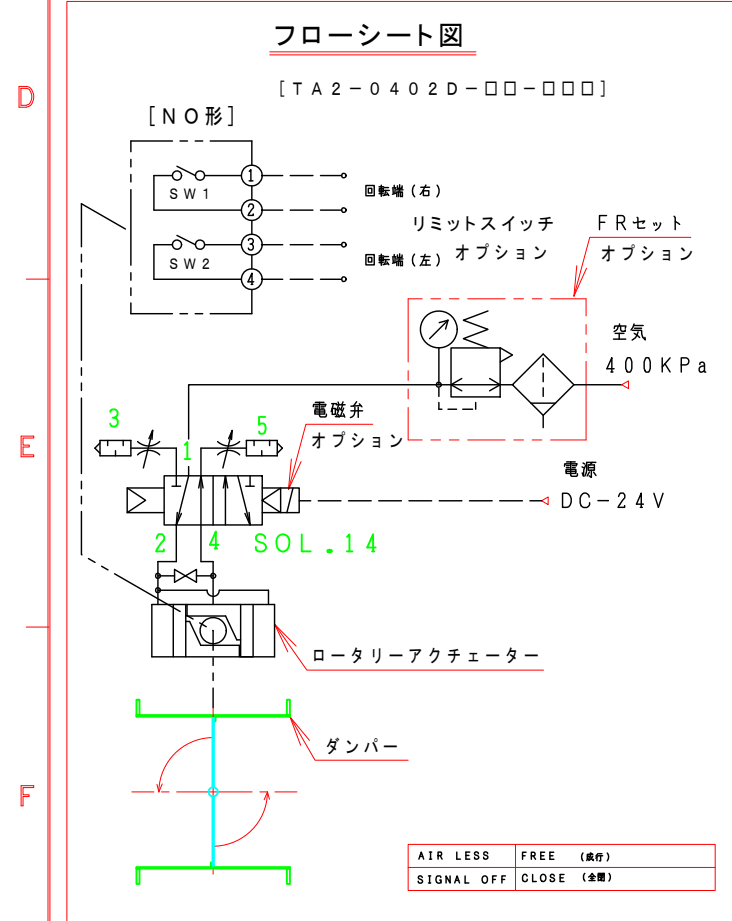 フローシート図
D
[TA2-0402D-□□-□□□]
[NO形]
1
SW1
2
回転端(右)
3
SW2
4
回転端(左)
リミットスイッチ
オプション
FRセット
オプション
空気
400KPa
電磁弁
オプション
3
1
5
E
電源
DC-24V
2
4
SOL.14
ロータリーアクチェーター
ダンパー
F
AIR LESS FREE (成行)
SIGNAL OFF CLOSE (全閉)